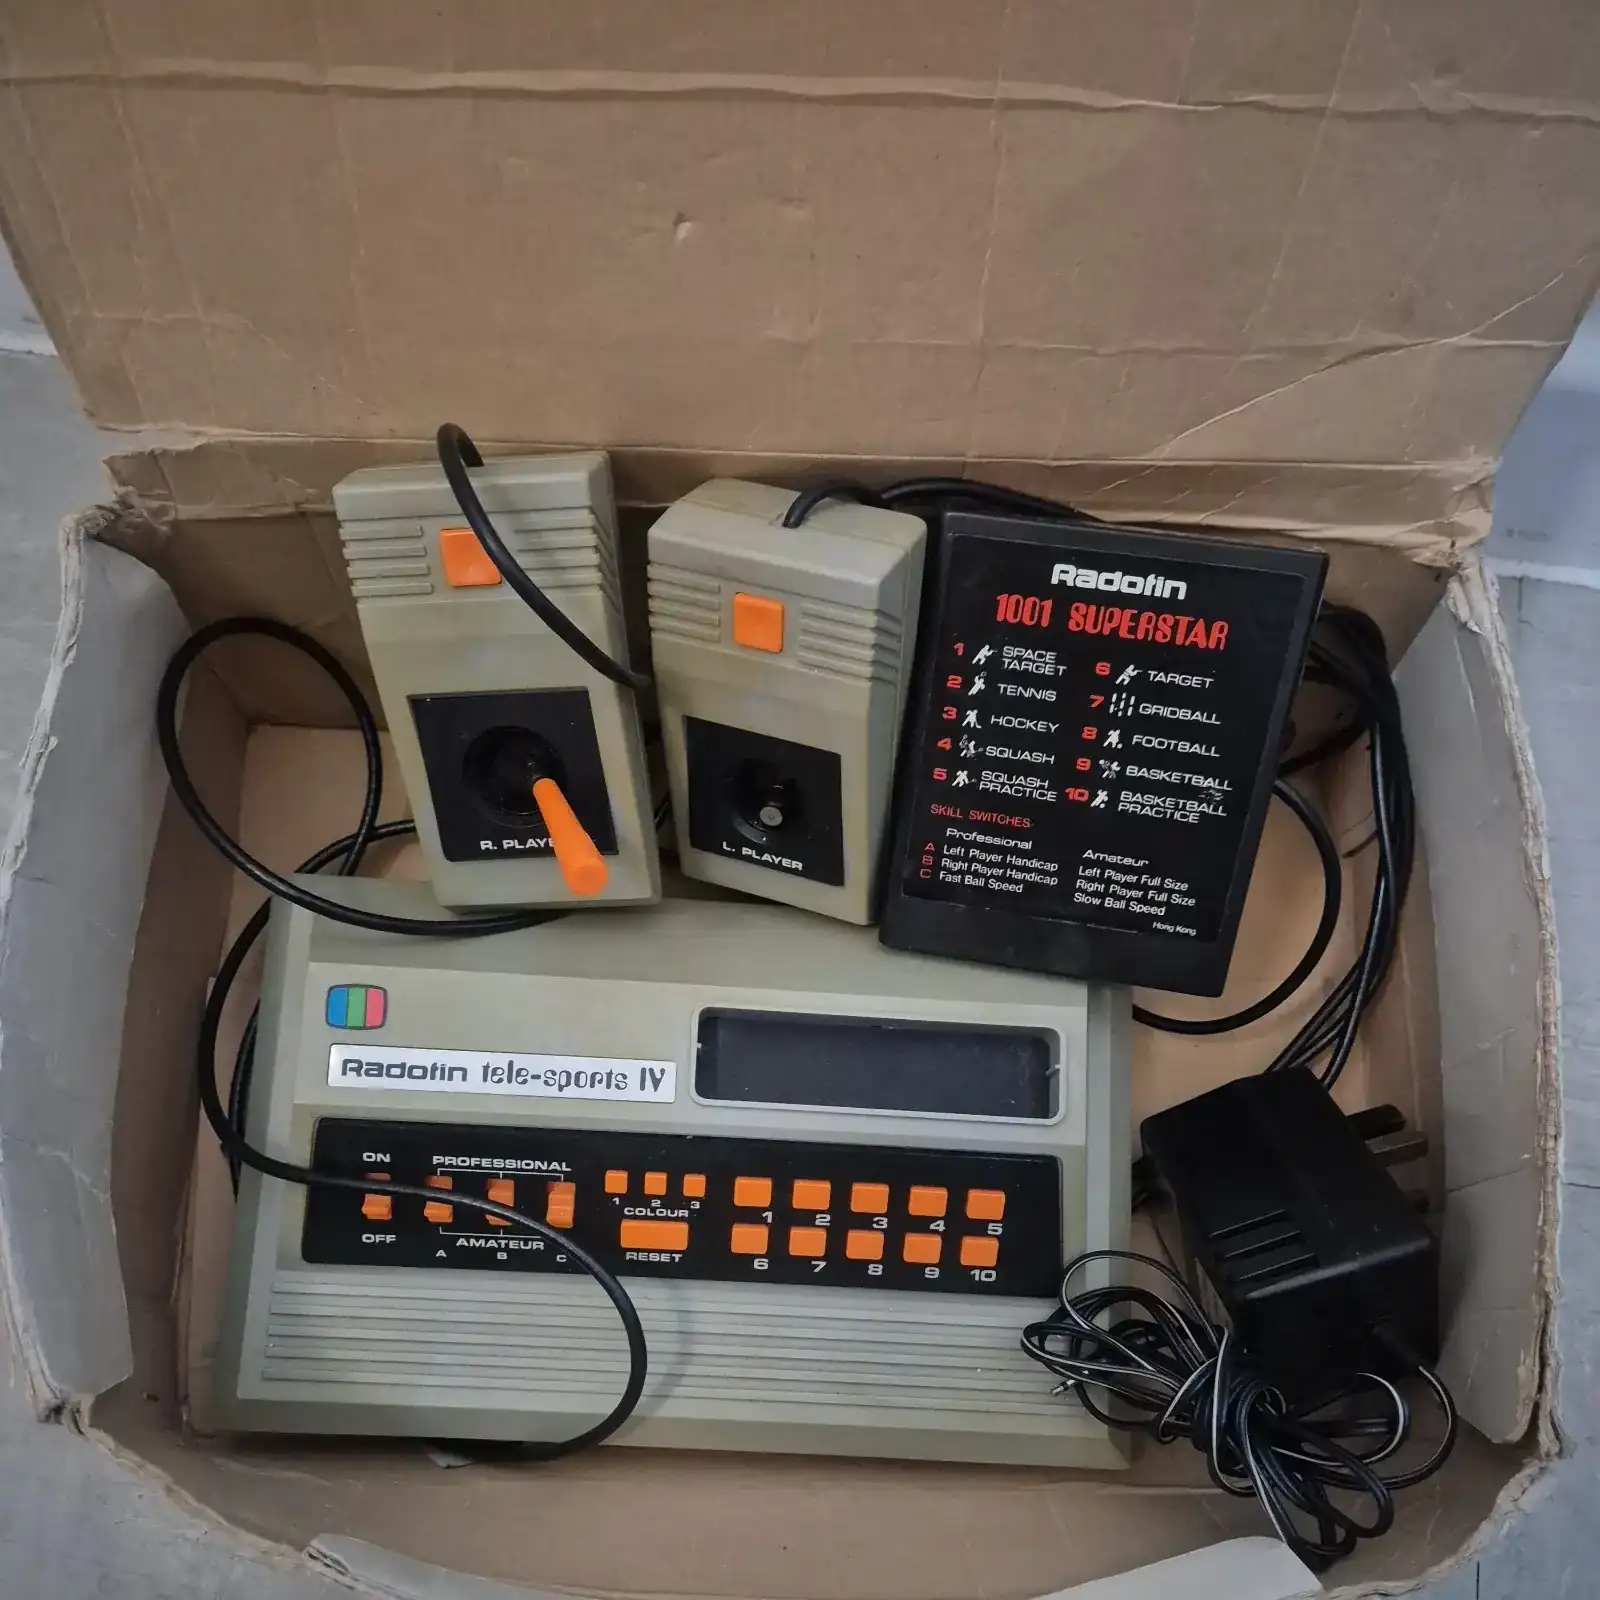 R. PLAYE
L. PLAYER
Radofin
1001 SUPERSTAR
1 SPACE TARGET
2 TENNIS
3 HOCKEY
4 SQUASH
5 SQUASH PRACTICE
6 TARGET
7 GRIDBALL
8 FOOTBALL
9 BASKETBALL
10 BASKETBALL PRACTICE
SKILL SWITCHES-
Professional
A Left Player Handicap
B Right Player Handicap
C Fast Ball Speed
Amateur
Left Player Full Size
Right Player Full Size
Slow Ball Speed
Hong Kong
Radofin tele-sports IV
ON
OFF
PROFESSIONAL
AMATEUR
A B C
1 2 3
COLOUR
RESET
1 2 3 4 5
6 7 8 9 10